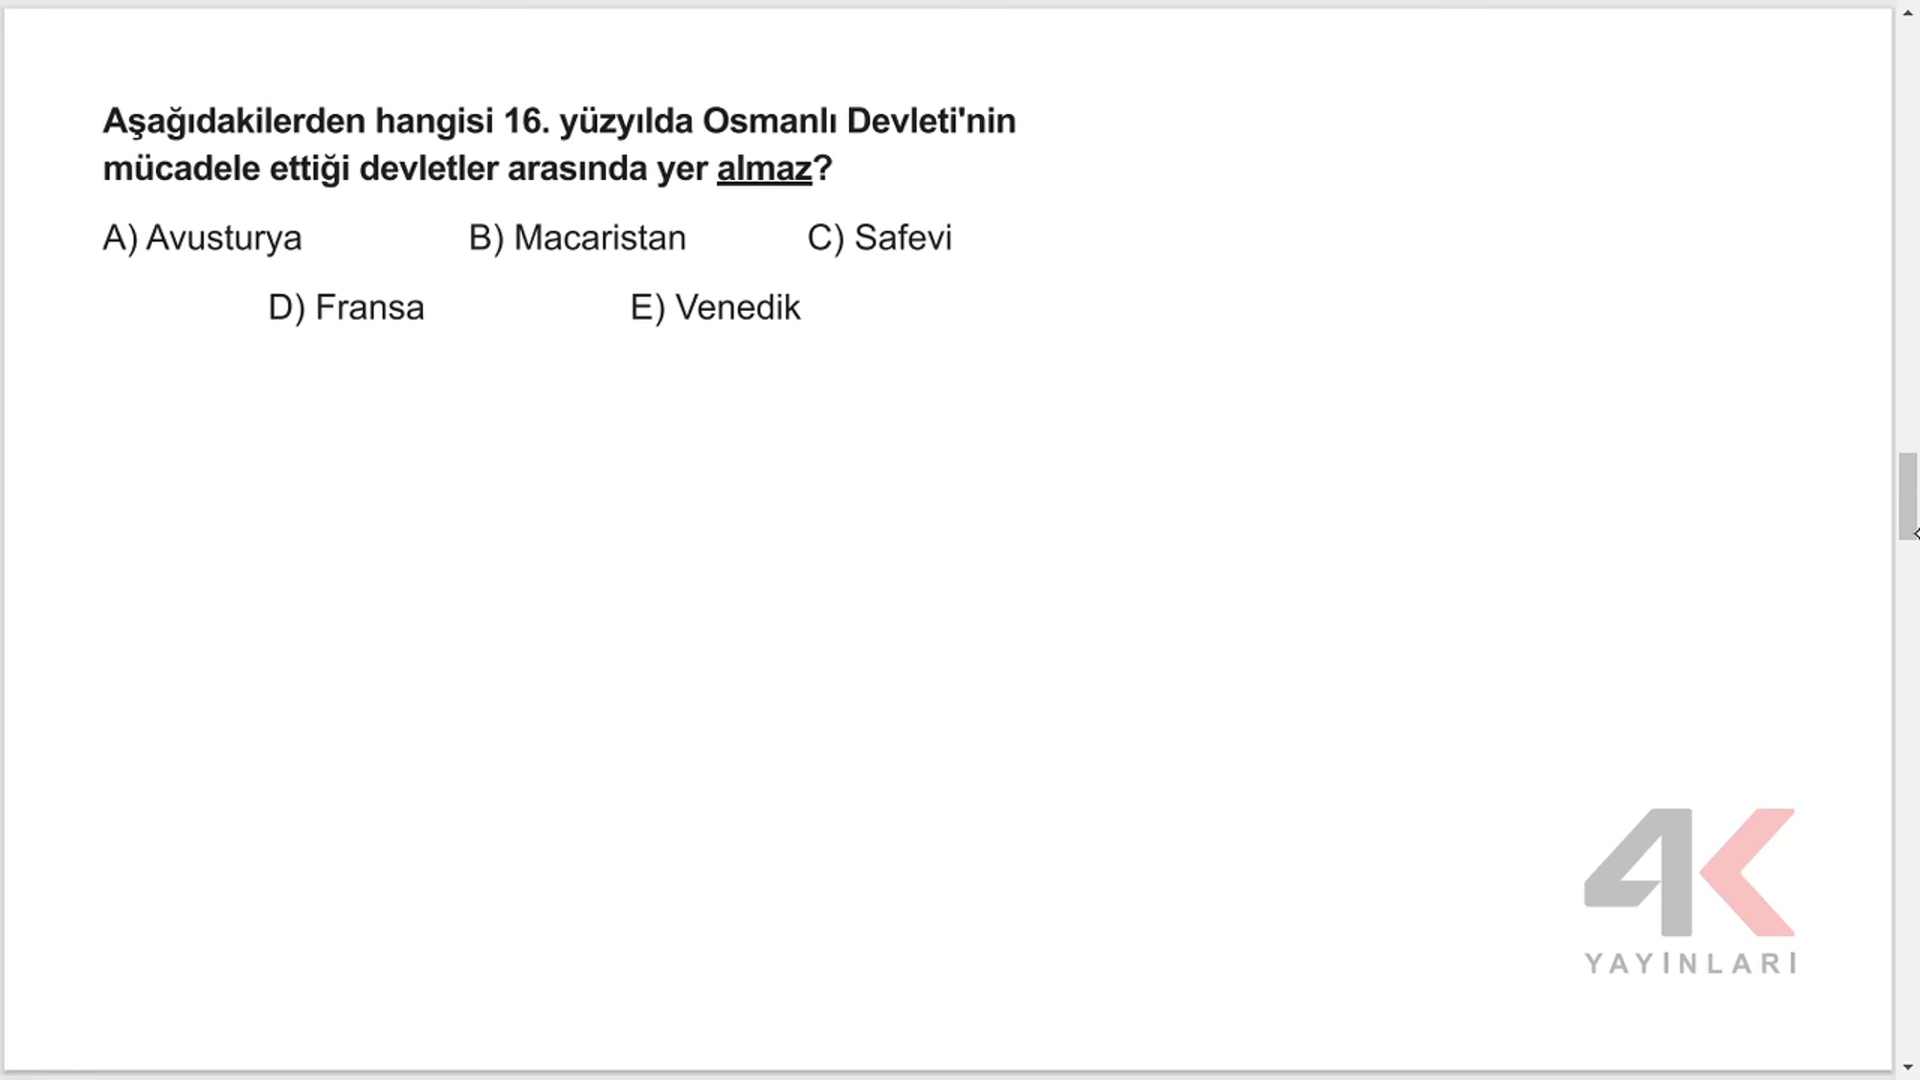 Aşağıdakilerden hangisi 16. yüzyılda Osmanlı Devleti'nin
mücadele ettiği devletler arasında yer almaz?
A) Avusturya B) Macaristan C) Safevi
D) Fransa E) Venedik
4K
YAYINLARI